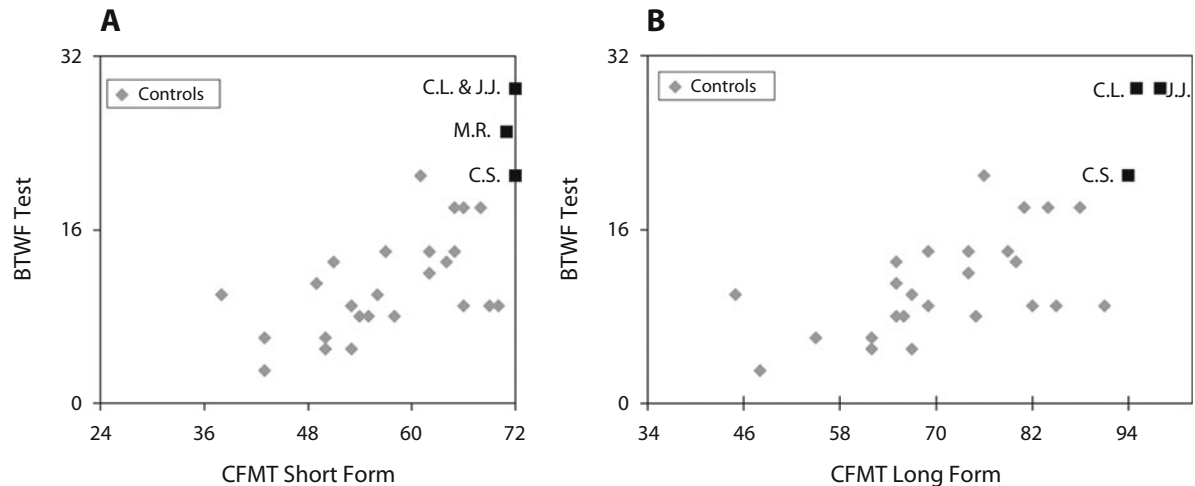 A
32
Controls
C.L. & J.J.
M.R.
C.S.
BTWF Test
16
0
24 36 48 60 72
CFMT Short Form
B
32
Controls
C.L.
J.J.
C.S.
BTWF Test
16
0
34 46 58 70 82 94
CFMT Long Form